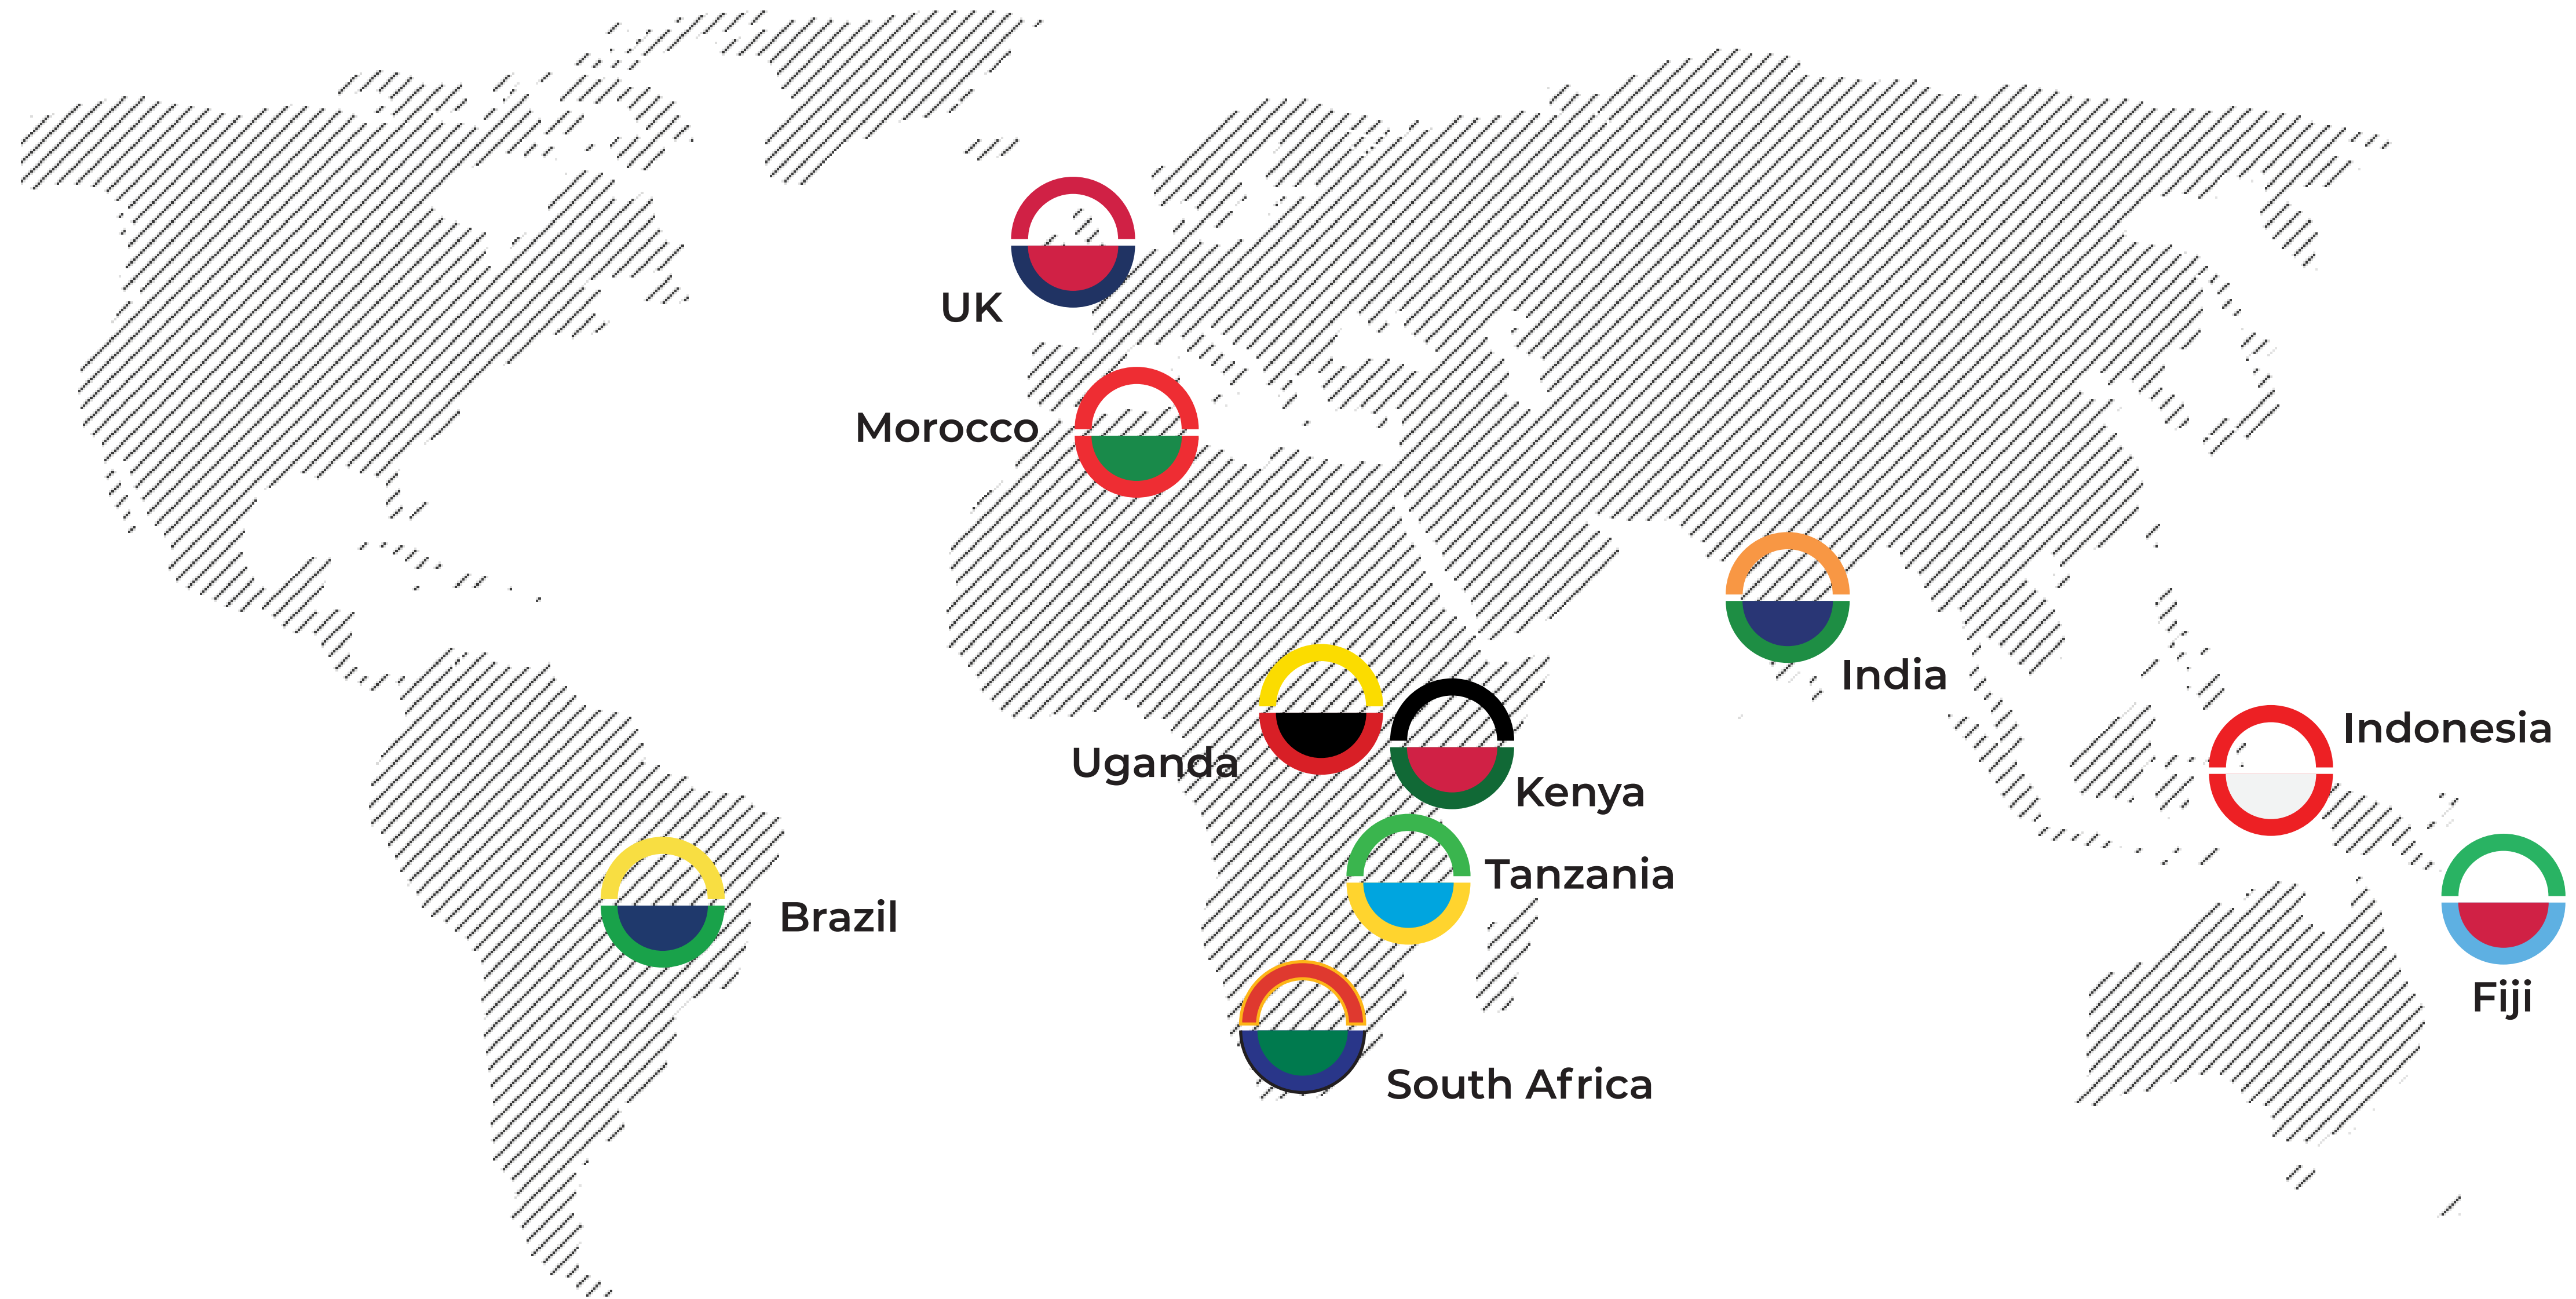 UK
Morocco
India
Uganda
Indonesia
Kenya
Tanzania
Brazil
Fiji
South Africa